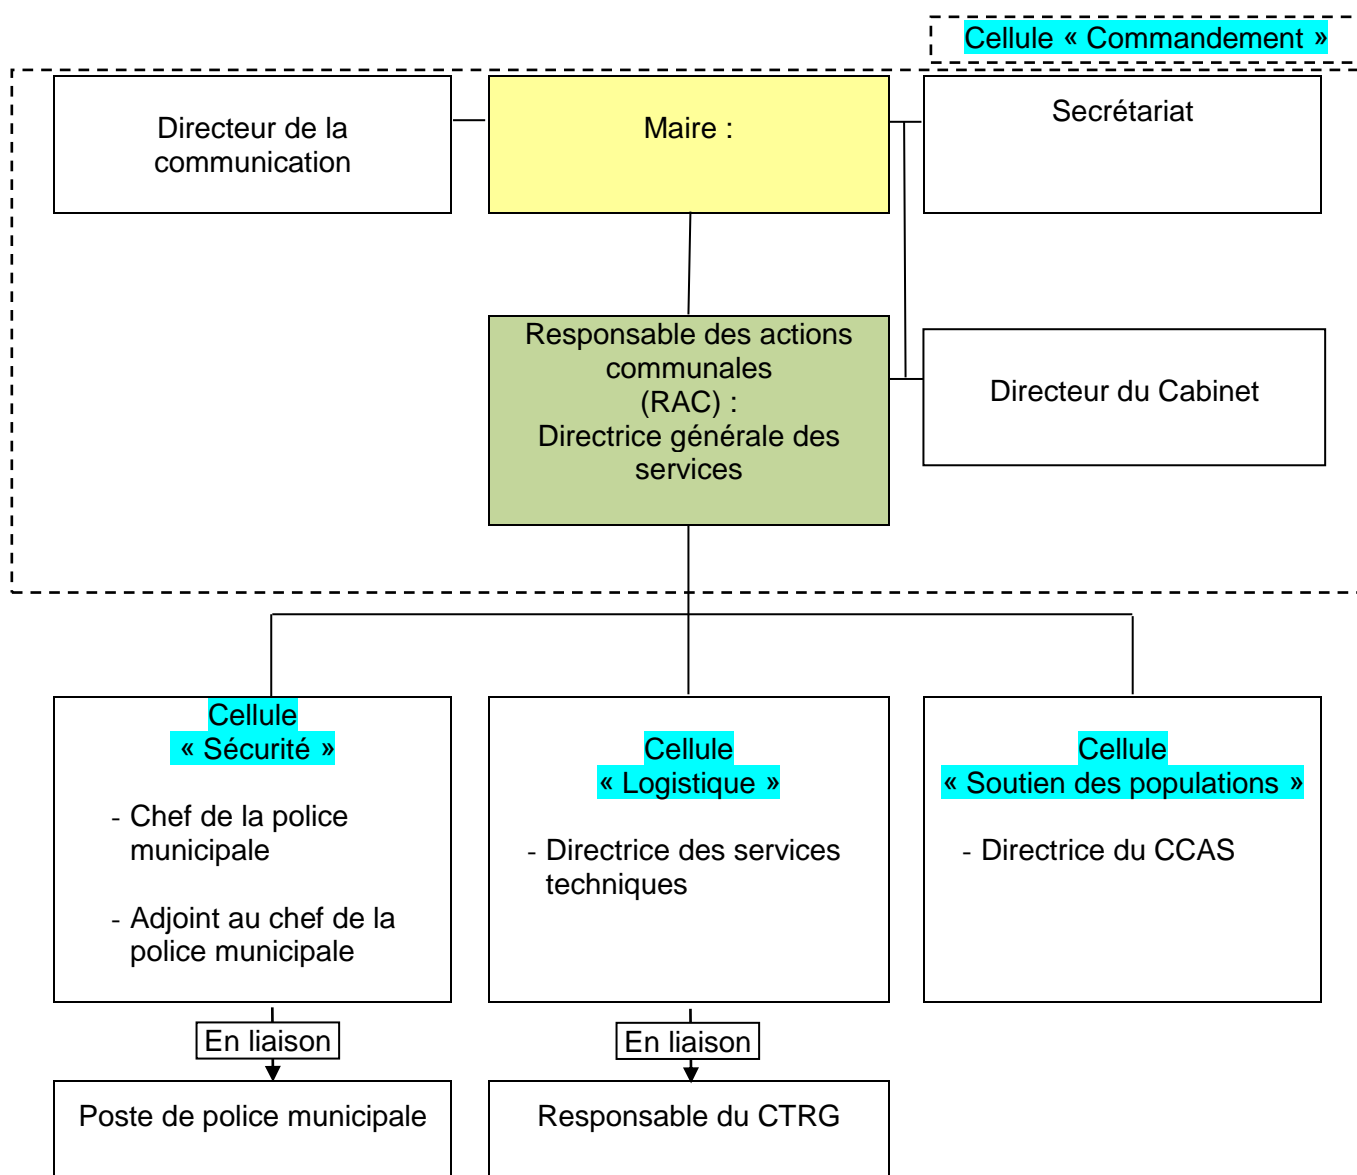 Cellule « Commandement »
Directeur de la
communication
Maire :
Secrétariat
Responsable des actions
communales
(RAC) :
Directrice générale des
services
Directeur du Cabinet
Cellule
« Sécurité »
- Chef de la police
municipale
- Adjoint au chef de la
police municipale
Cellule
« Logistique »
- Directrice des services
techniques
Cellule
« Soutien des populations »
- Directrice du CCAS
En liaison
En liaison
Poste de police municipale
Responsable du CTRG